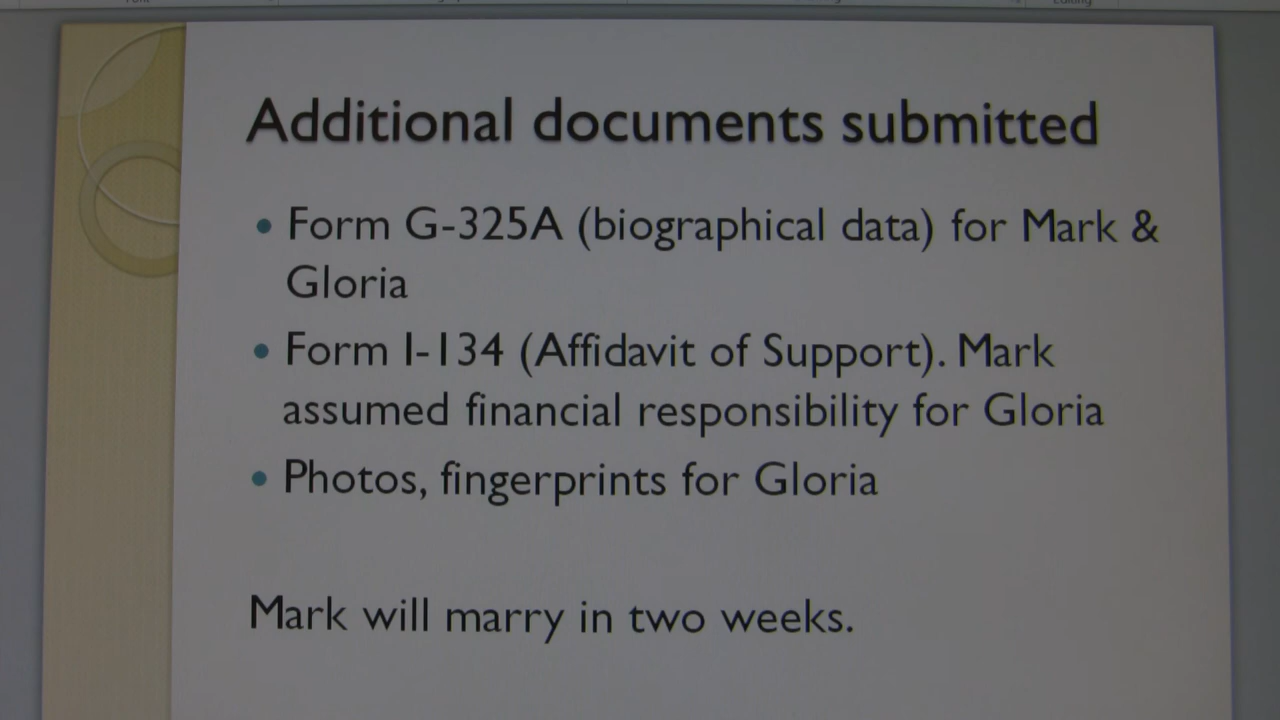 Additional documents submitted
• Form G-325A (biographical data) for Mark &
Gloria
• Form I-134 (Affidavit of Support). Mark
assumed financial responsibility for Gloria
• Photos, fingerprints for Gloria
Mark will marry in two weeks.